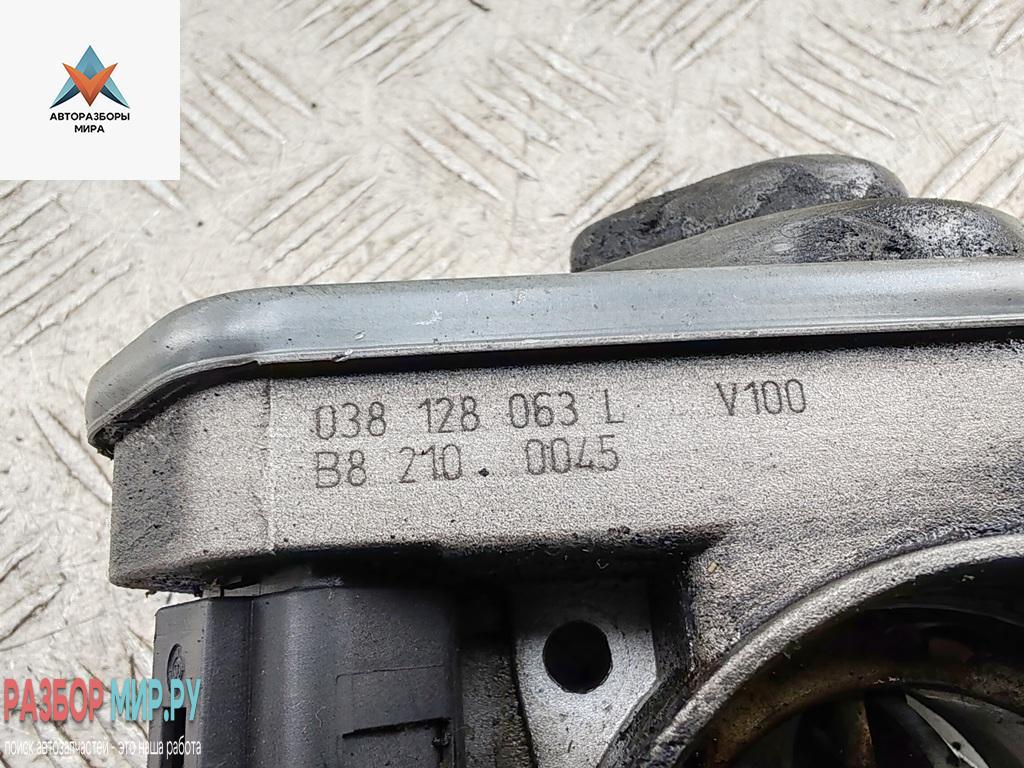 АВТОРАЗБОРЫ
МИРА
038 128 063 L V100
B8 210. 0045
РАЗБОР МИР.РУ
поиск автозапчастей - это наша работа